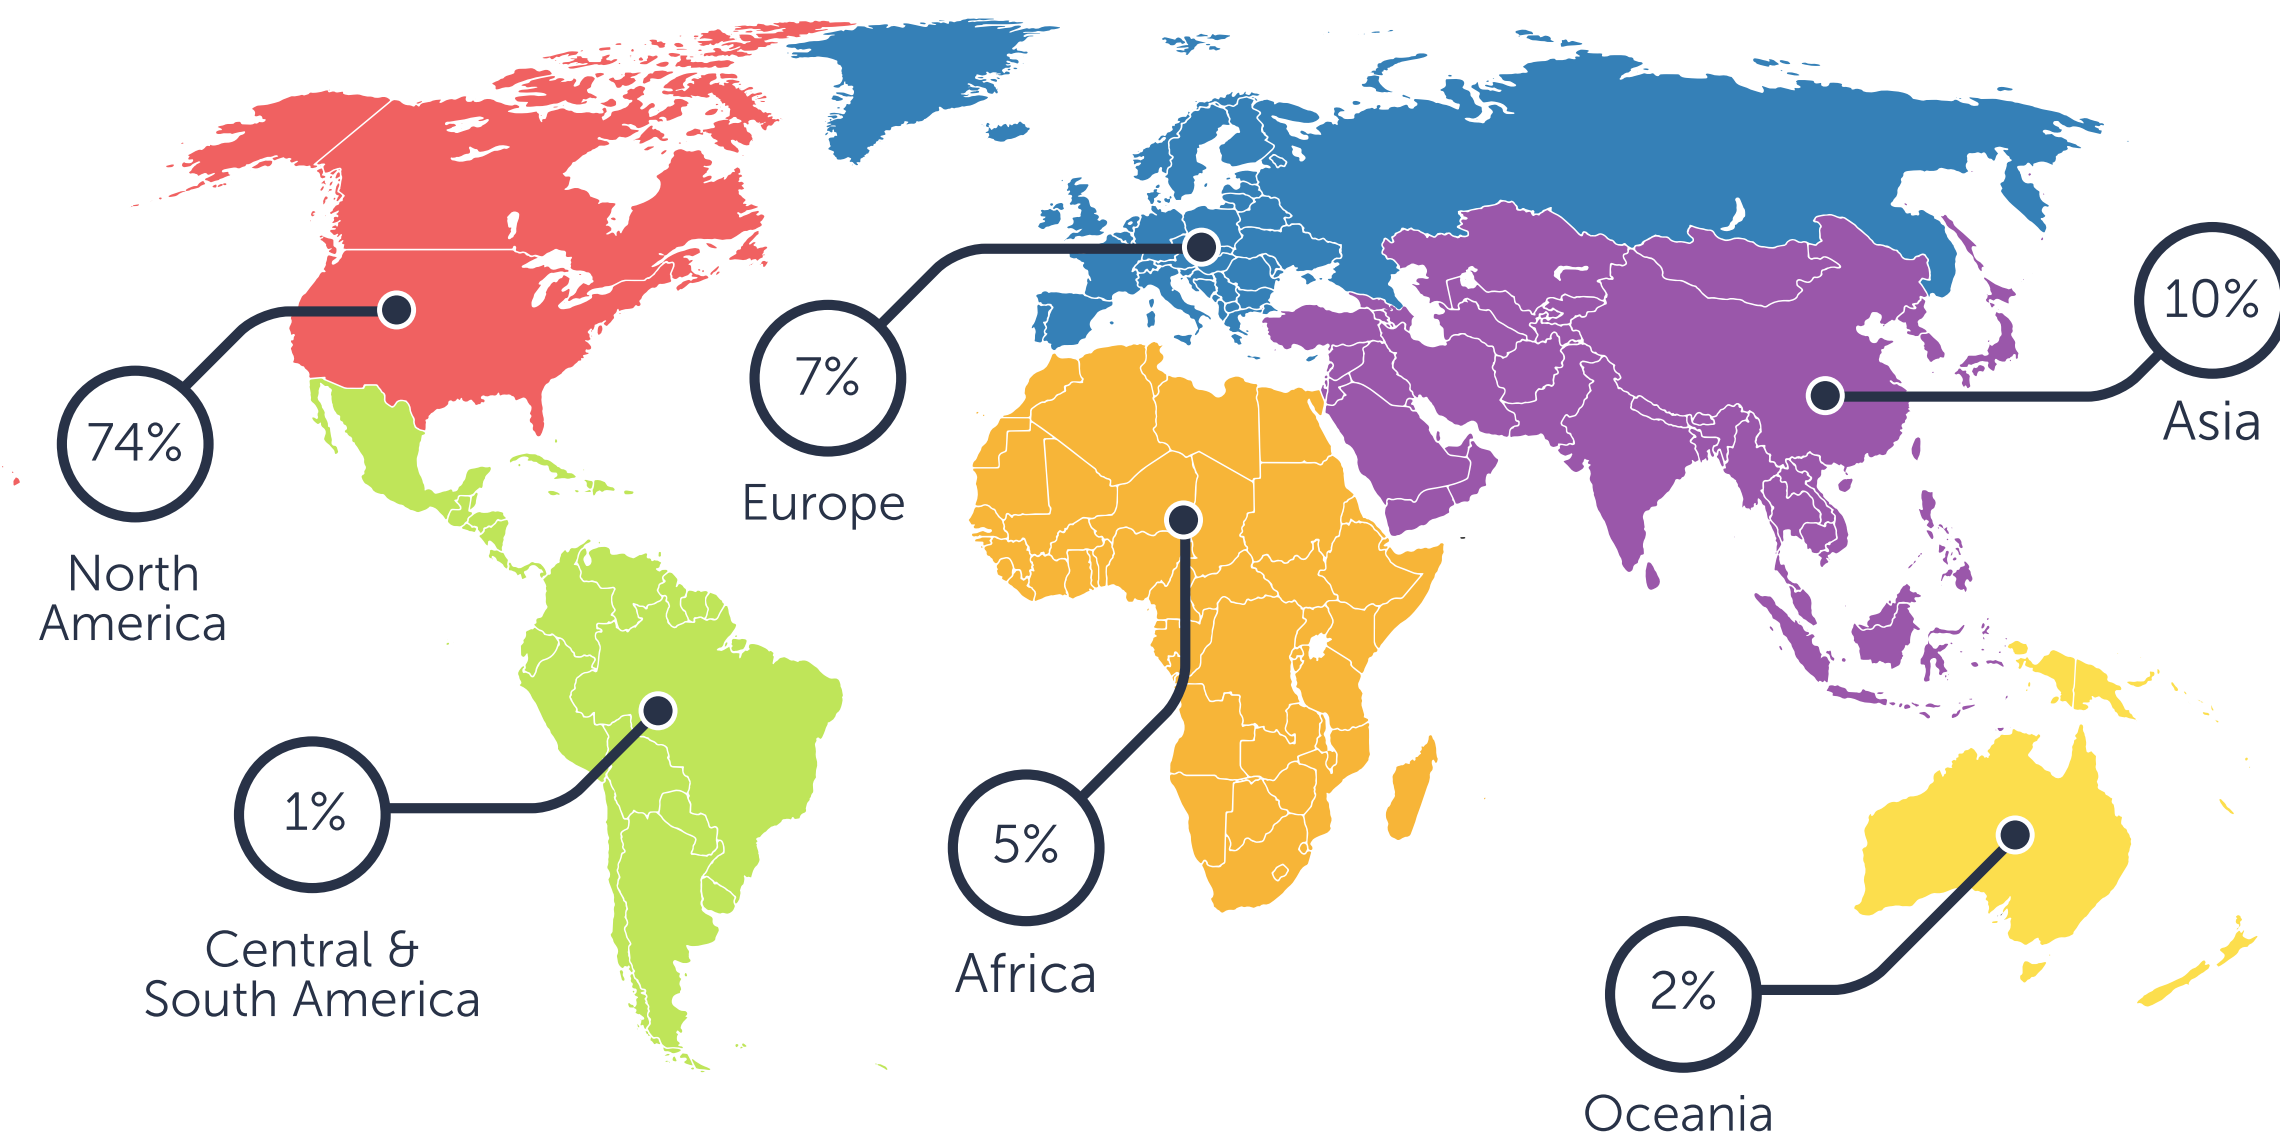 74%
North
America
7%
Europe
10%
Asia
1%
Central &
South America
5%
Africa
2%
Oceania